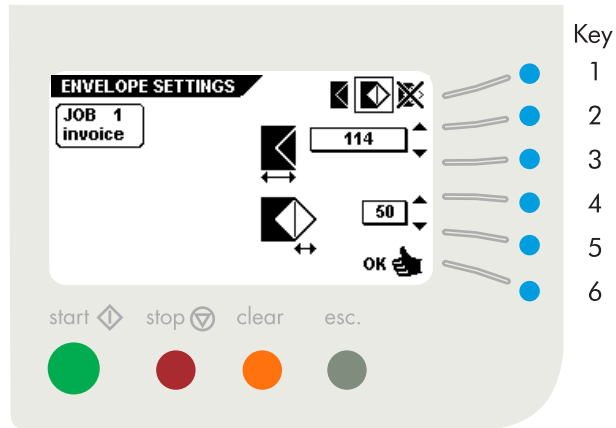 Key
ENVELOPE SETTINGS
1
JOB 1
invoice
2
114
3
4
50
5
OK
6
start stop clear esc.